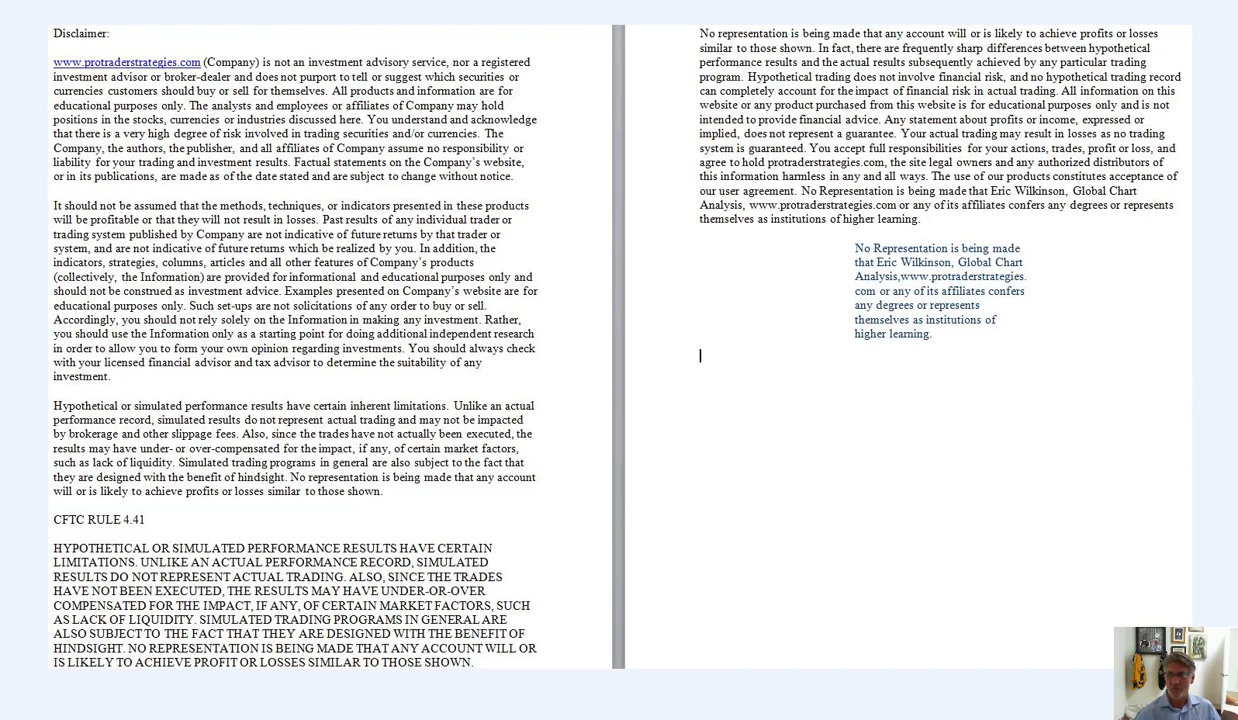 Disclaimer:
www.protraderstrategies.com (Company) is not an investment advisory service, nor a registered
investment advisor or broker-dealer and does not purport to tell or suggest which securities or
currencies customers should buy or sell for themselves. All products and information are for
educational purposes only. The analysts and employees or affiliates of Company may hold
positions in the stocks, currencies or industries discussed here. You understand and acknowledge
that there is a very high degree of risk involved in trading securities and/or currencies. The
Company, the authors, the publisher, and all affiliates of Company assume no responsibility or
liability for your trading and investment results. Factual statements on the Company's website,
or in its publications, are made as of the date stated and are subject to change without notice.
It should not be assumed that the methods, techniques, or indicators presented in these products
will be profitable or that they will not result in losses. Past results of any individual trader or
trading system published by Company are not indicative of future returns by that trader or
system, and are not indicative of future returns which be realized by you. In addition, the
indicators, strategies, columns, articles and all other features of Company's products
(collectively, the Information) are provided for informational and educational purposes only and
should not be construed as investment advice. Examples presented on Company's website are for
educational purposes only. Such set-ups are not solicitations of any order to buy or sell.
Accordingly, you should not rely solely on the Information in making any investment. Rather,
you should use the Information only as a starting point for doing additional independent research
in order to allow you to form your own opinion regarding investments. You should always check
with your licensed financial advisor and tax advisor to determine the suitability of any
investment.
Hypothetical or simulated performance results have certain inherent limitations. Unlike an actual
performance record, simulated results do not represent actual trading and may not be impacted
by brokerage and other slippage fees. Also, since the trades have not actually been executed, the
results may have under- or over-compensated for the impact, if any, of certain market factors,
such as lack of liquidity. Simulated trading programs in general are also subject to the fact that
they are designed with the benefit of hindsight. No representation is being made that any account
will or is likely to achieve profits or losses similar to those shown.
CFTC RULE 4.41
HYPOTHETICAL OR SIMULATED PERFORMANCE RESULTS HAVE CERTAIN
LIMITATIONS. UNLIKE AN ACTUAL PERFORMANCE RECORD, SIMULATED
RESULTS DO NOT REPRESENT ACTUAL TRADING. ALSO, SINCE THE TRADES
HAVE NOT BEEN EXECUTED, THE RESULTS MAY HAVE UNDER-OR-OVER
COMPENSATED FOR THE IMPACT, IF ANY, OF CERTAIN MARKET FACTORS, SUCH
AS LACK OF LIQUIDITY. SIMULATED TRADING PROGRAMS IN GENERAL ARE
ALSO SUBJECT TO THE FACT THAT THEY ARE DESIGNED WITH THE BENEFIT OF
HINDSIGHT. NO REPRESENTATION IS BEING MADE THAT ANY ACCOUNT WILL OR
IS LIKELY TO ACHIEVE PROFIT OR LOSSES SIMILAR TO THOSE SHOWN.
No representation is being made that any account will or is likely to achieve profits or losses
similar to those shown. In fact, there are frequently sharp differences between hypothetical
performance results and the actual results subsequently achieved by any particular trading
program. Hypothetical trading does not involve financial risk, and no hypothetical trading record
can completely account for the impact of financial risk in actual trading. All information on this
website or any product purchased from this website is for educational purposes only and is not
intended to provide financial advice. Any statement about profits or income, expressed or
implied, does not represent a guarantee. Your actual trading may result in losses as no trading
system is guaranteed. You accept full responsibilities for your actions, trades, profit or loss, and
agree to hold protraderstrategies.com, the site legal owners and any authorized distributors of
this information harmless in any and all ways. The use of our products constitutes acceptance of
our user agreement. No Representation is being made that Eric Wilkinson, Global Chart
Analysis, www.protraderstrategies.com or any of its affiliates confers any degrees or represents
themselves as institutions of higher learning.
No Representation is being made
that Eric Wilkinson, Global Chart
Analysis,www.protraderstrategies.
com or any of its affiliates confers
any degrees or represents
themselves as institutions of
higher learning.